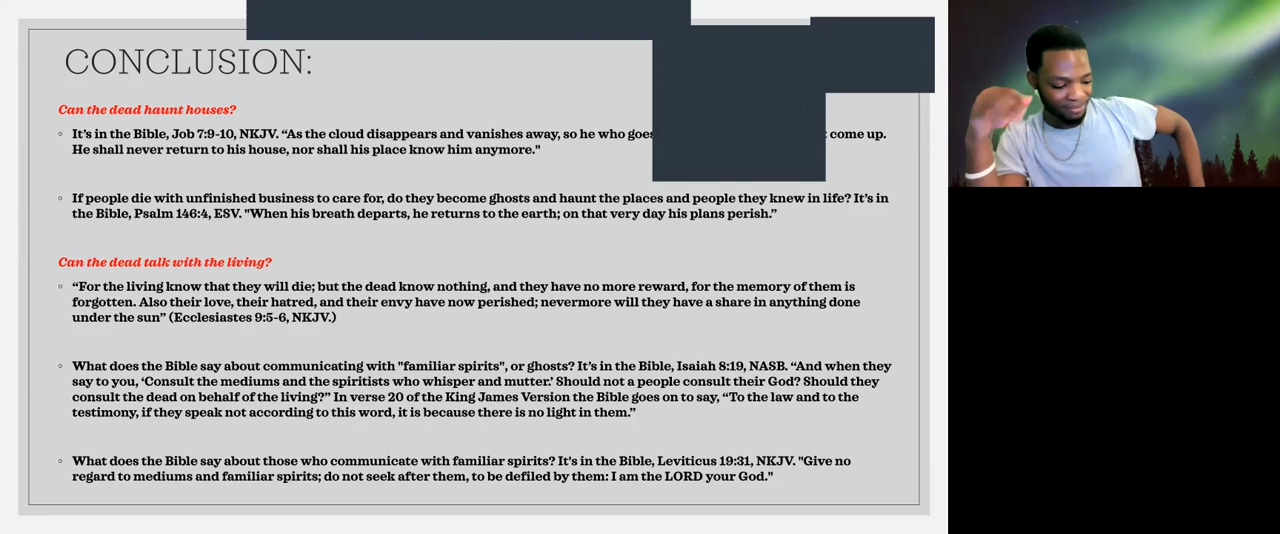 CONCLUSION:
Can the dead haunt houses?
It’s in the Bible, Job 7:9-10, NKJV. “As the cloud disappears and vanishes away, so he who goes come up.
He shall never return to his house, nor shall his place know him anymore."
If people die with unfinished business to care for, do they become ghosts and haunt the places and people they knew in life? It’s in
the Bible, Psalm 146:4, ESV. "When his breath departs, he returns to the earth; on that very day his plans perish.”
Can the dead talk with the living?
“For the living know that they will die; but the dead know nothing, and they have no more reward, for the memory of them is
forgotten. Also their love, their hatred, and their envy have now perished; nevermore will they have a share in anything done
under the sun” (Ecclesiastes 9:5-6, NKJV.)
What does the Bible say about communicating with "familiar spirits", or ghosts? It’s in the Bible, Isaiah 8:19, NASB. “And when they
say to you, ‘Consult the mediums and the spiritists who whisper and mutter.’ Should not a people consult their God? Should they
consult the dead on behalf of the living?” In verse 20 of the King James Version the Bible goes on to say, “To the law and to the
testimony, if they speak not according to this word, it is because there is no light in them.”
What does the Bible say about those who communicate with familiar spirits? It's in the Bible, Leviticus 19:31, NKJV. "Give no
regard to mediums and familiar spirits; do not seek after them, to be defiled by them: I am the LORD your God."